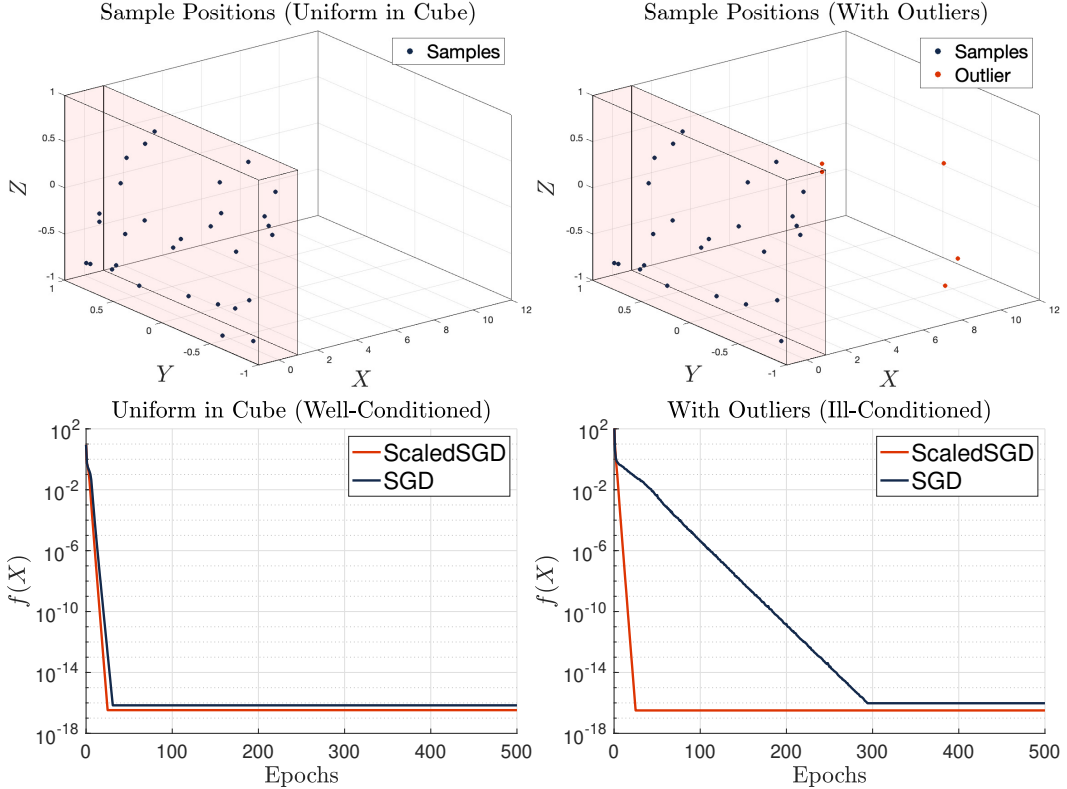 Sample Positions (Uniform in Cube)
Samples
1
0.5
0
-0.5
-1
Z
1
0.5
0
-0.5
-1
Y
0
2
4
6
8
10
12
X
Sample Positions (With Outliers)
Samples
Outlier
1
0.5
0
-0.5
-1
Z
1
0.5
0
-0.5
-1
Y
0
2
4
6
8
10
12
X
Uniform in Cube (Well-Conditioned)
ScaledSGD
SGD
10^2
10^-2
10^-6
10^-10
10^-14
10^-18
f(X)
0 100 200 300 400 500
Epochs
With Outliers (Ill-Conditioned)
ScaledSGD
SGD
10^2
10^-2
10^-6
10^-10
10^-14
10^-18
f(X)
0 100 200 300 400 500
Epochs